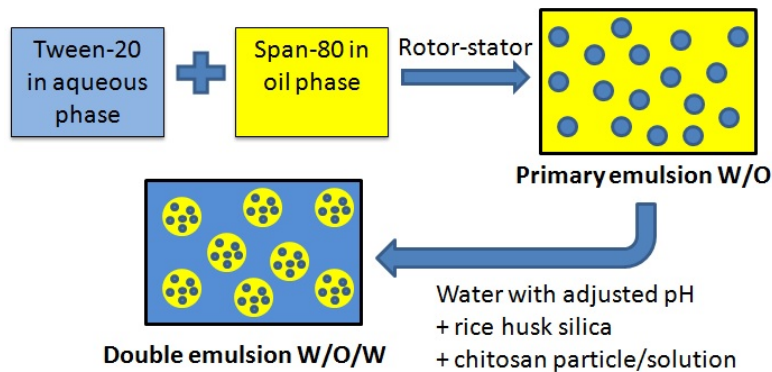 Tween-20
in aqueous
phase
Span-80 in
oil phase
Rotor-stator
Primary emulsion W/O
Water with adjusted pH
+ rice husk silica
+ chitosan particle/solution
Double emulsion W/O/W